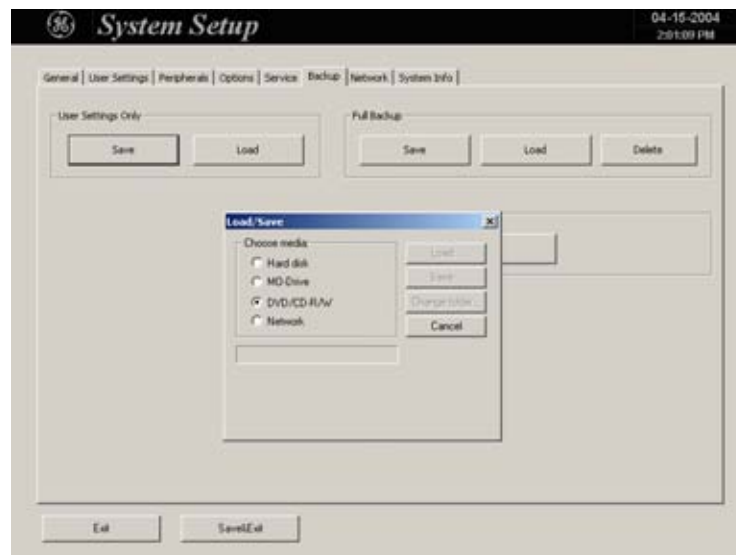 GE System Setup
04-15-2004
2:01:09 PM
General | User Settings | Peripherals | Options | Service | Backup | Network | System Info
User Settings Only
Save
Load
Full Backup
Save
Load
Delete
Load/Save
Choose media
Hard disk
MO-Drive
DVD/CD-R/W
Network
Load
Save
Change folder...
Cancel
Exit
Save&Exit